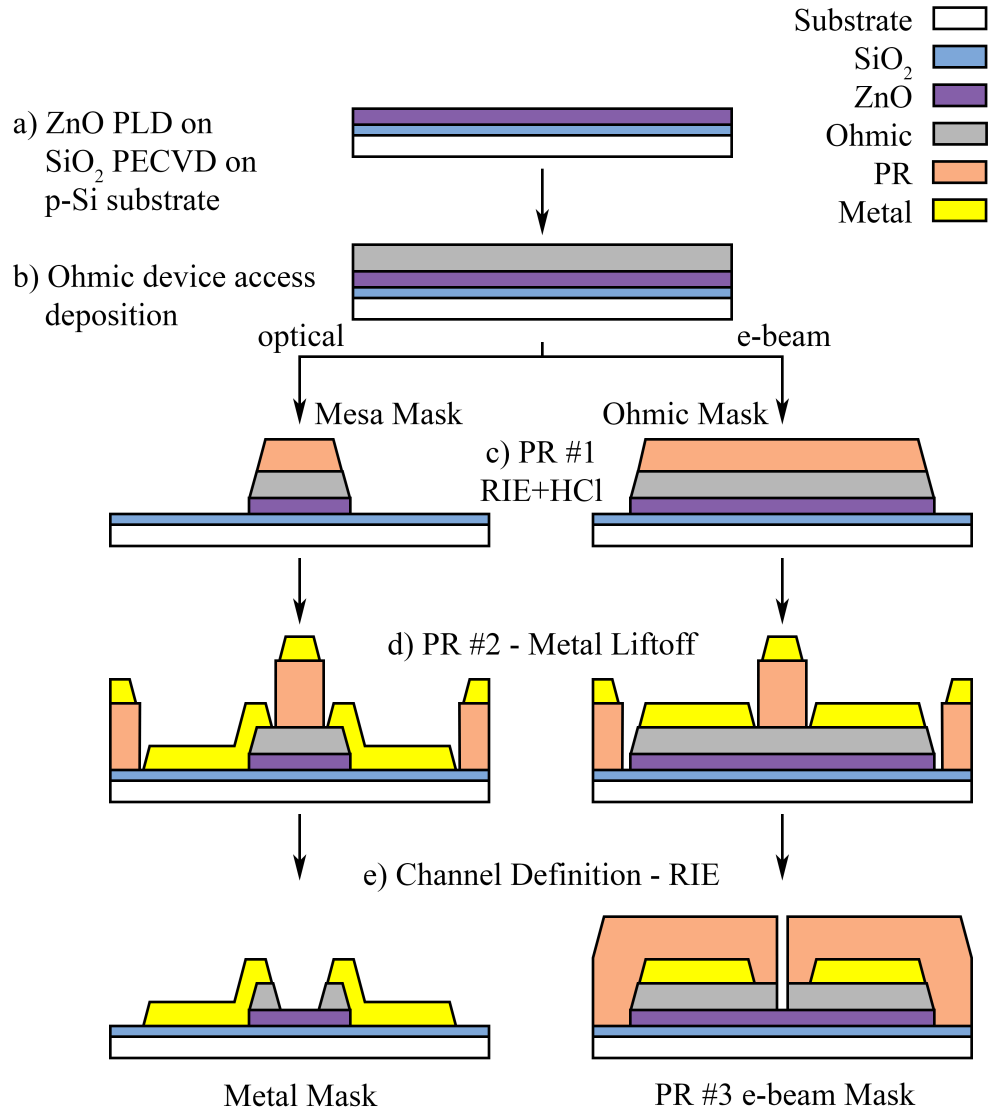 Substrate
SiO₂
ZnO
Ohmic
PR
Metal
a) ZnO PLD on
SiO₂ PECVD on
p-Si substrate
b) Ohmic device access
deposition
optical
e-beam
Mesa Mask
Ohmic Mask
c) PR #1
RIE+HCl
d) PR #2 - Metal Liftoff
e) Channel Definition - RIE
Metal Mask
PR #3 e-beam Mask